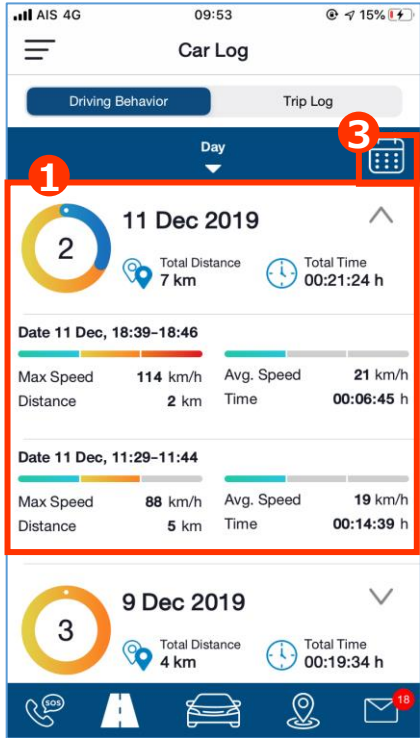 AIS 4G 09:53 15%
Car Log
Driving Behavior Trip Log
Day
3
1
2
11 Dec 2019
Total Distance Total Time
7 km 00:21:24 h
Date 11 Dec, 18:39-18:46
Max Speed 114 km/h Avg. Speed 21 km/h
Distance 2 km Time 00:06:45 h
Date 11 Dec, 11:29-11:44
Max Speed 88 km/h Avg. Speed 19 km/h
Distance 5 km Time 00:14:39 h
3
9 Dec 2019
Total Distance Total Time
4 km 00:19:34 h
SOS 18